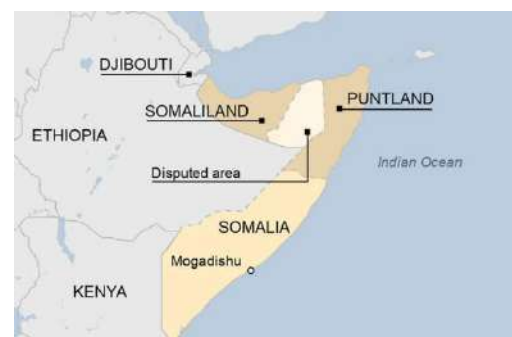 DJIBOUTI
PUNTLAND
SOMALILAND
ETHIOPIA
Indian Ocean
Disputed area
SOMALIA
Mogadishu
KENYA